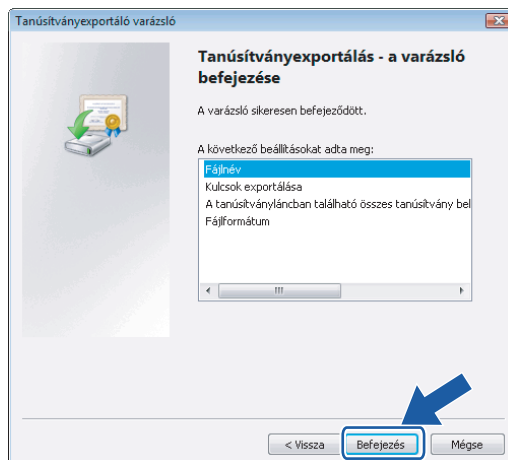 Tanúsítványexportáló varázsló
Tanúsítványexportálás - a varázsló
befejezése
A varázsló sikeresen befejeződött.
A következő beállításokat adta meg:
Fájlnév
Kulcsok exportálása
A tanúsítványláncban található összes tanúsítvány bel
Fájlformátum
< Vissza
Befejezés
Mégse